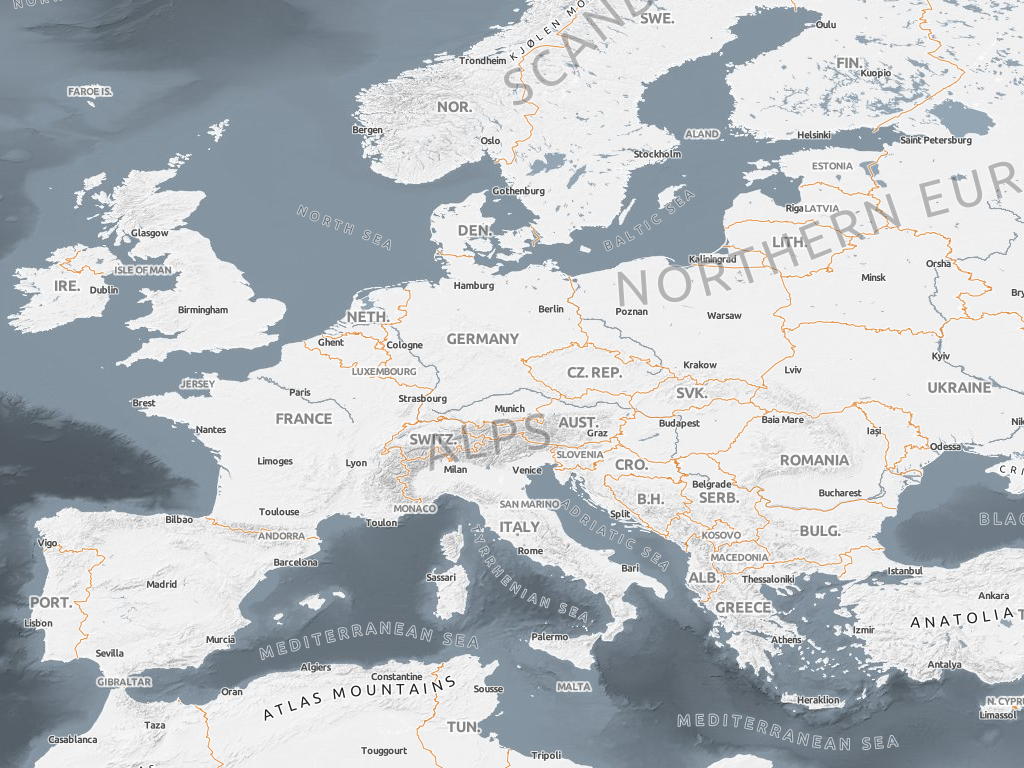 SWE.
KJØLEN MO
SCAND
Oulu
Trondheim
FIN.
Kuopio
FAROE IS.
NOR.
Bergen
Oslo
ALAND
Helsinki
Saint Petersburg
Stockholm
ESTONIA
Gothenburg
NORTHERN EUR
Riga
LATVIA
BALTIC SEA
NORTH SEA
Glasgow
DEN.
LITH.
Kaliningrad
Orsha
Minsk
ISLE OF MAN
IRE.
Dublin
Hamburg
Bry
Birmingham
Berlin
Poznan
Warsaw
NETH.
GERMANY
Ghent
Cologne
Kyiv
LUXEMBOURG
CZ. REP.
Krakow
Lviv
JERSEY
UKRAINE
Paris
SVK.
Brest
Strasbourg
Munich
FRANCE
AUST.
Budapest
Baia Mare
Nantes
Graz
Iași
Nik
SWITZ.
ALPS
Odessa
SLOVENIA
Limoges
Lyon
Milan
Venice
CRO.
ROMANIA
CRI
Belgrade
Bucharest
B.H.
SERB.
SAN MARINO
MONACO
Toulouse
Split
Bilbao
Toulon
ITALY
ADRIATIC SEA
BLAC
BULG.
ANDORRA
KOSOVO
Vigo
Rome
MACEDONIA
Barcelona
Bari
Istanbul
Madrid
Sassari
TYRRHENIAN SEA
ALB.
Thessaloniki
Ankara
PORT.
GREECE
ANATOLIA
Lisbon
Izmir
Murcia
MEDITERRANEAN SEA
Palermo
Athens
Sevilla
Antalya
Algiers
Constantine
GIBRALTAR
Oran
ATLAS MOUNTAINS
Sousse
MALTA
Heraklion
N. CYPR
Limassol
Taza
TUN.
MEDITERRANEAN SEA
Casablanca
Touggourt
Tripoli